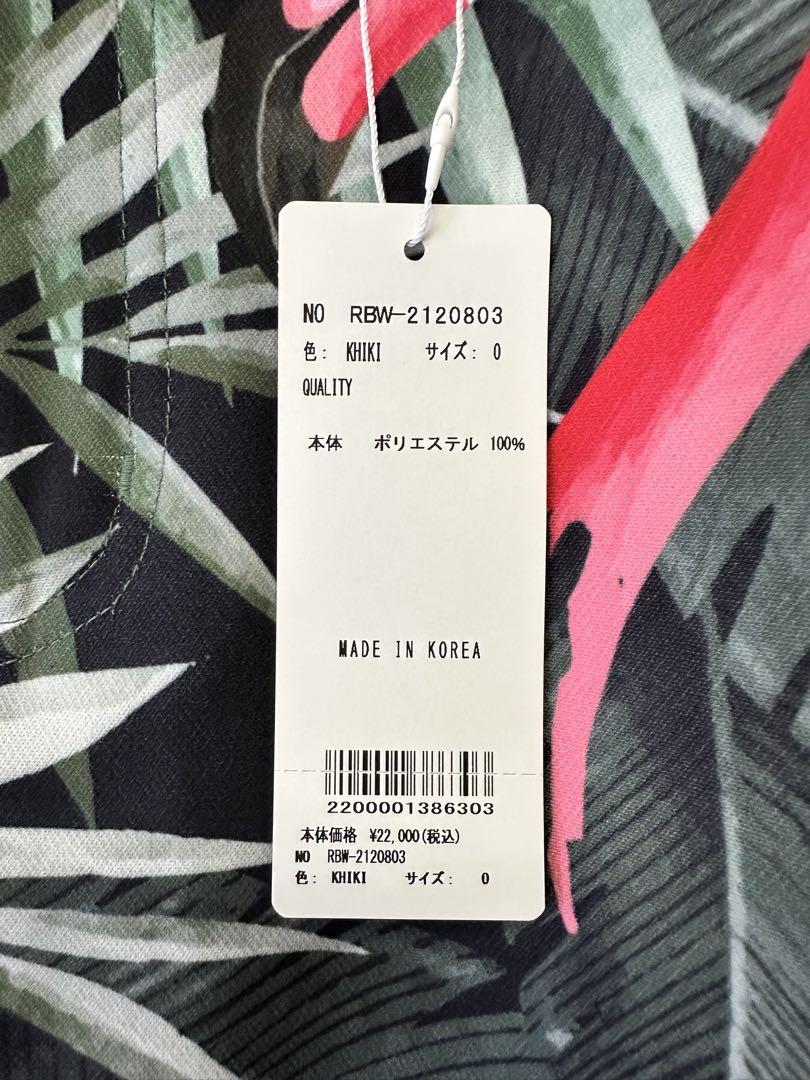 NO RBW-2120803
色: KHIKI サイズ: 0
QUALITY
本体 ポリエステル 100%
MADE IN KOREA
2200001386303
本体価格 ¥22,000(税込)
NO RBW-2120803
色: KHIKI サイズ: 0